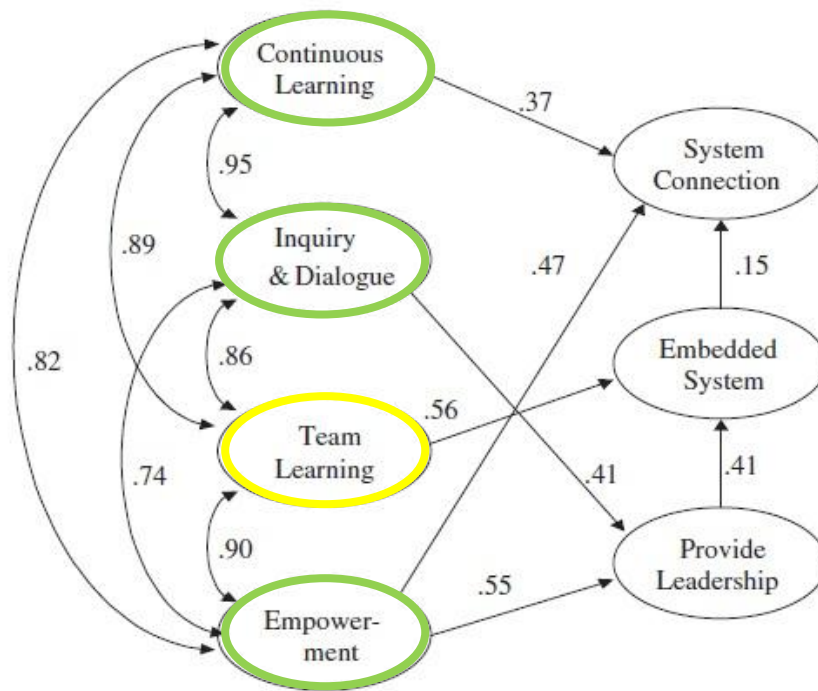 Continuous
Learning
.37
System
Connection
.95
Inquiry
& Dialogue
.89
.47
.15
.82
.86
Embedded
System
Team
Learning
.56
.74
.41
.41
.90
Provide
Leadership
.55
Empower-
ment